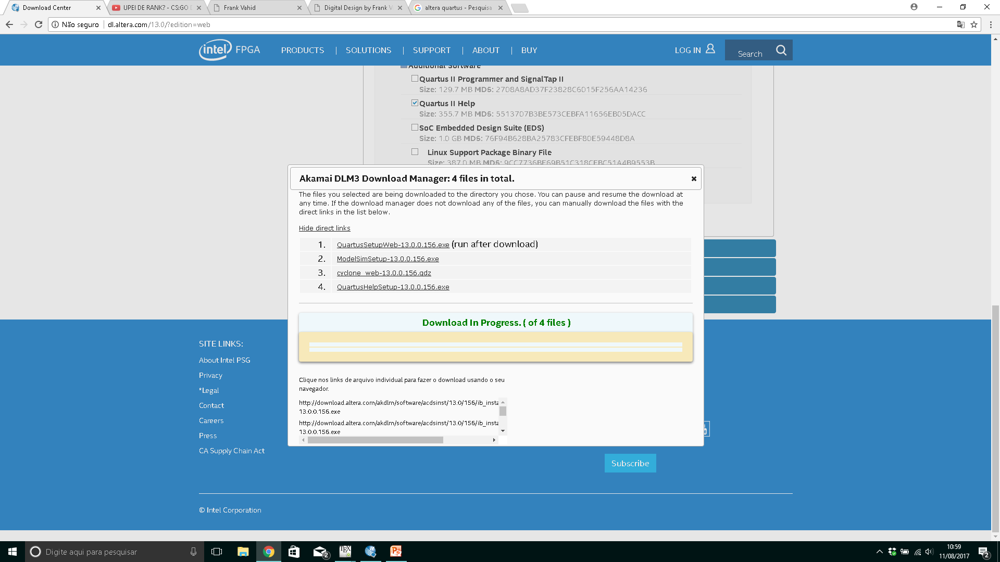 Download Center
UPEI DE RANK? - CS:GO
Frank Vahid
Digital Design by Frank V
altera quartus - Pesquisa
Não seguro
dl.altera.com/13.0/?edition=web
intel FPGA
PRODUCTS | SOLUTIONS | SUPPORT | ABOUT | BUY
LOG IN
Search
Additional Software
Quartus II Programmer and SignalTap II
Size: 129.7 MB MD5: 2708A8AD37F23828C6015F256AA14236
Quartus II Help
Size: 355.7 MB MD5: 5513707B3BE573CEBFA11656EB05DACC
SoC Embedded Design Suite (EDS)
Size: 1.0 GB MD5: 76F94B628BA25783CFEBF80E59448D8A
Linux Support Package Binary File
Size: 387.0 MB MD5: 9CC7736BE69B51C318CEBC51A4B9553B
Akamai DLM3 Download Manager: 4 files in total.
The files you selected are being downloaded to the directory you chose. You can pause and resume the download at
any time. If the download manager does not download any of the files, you can manually download the files with the
direct links in the list below.
Hide direct links
1. QuartusSetupWeb-13.0.0.156.exe (run after download)
2. ModelSimSetup-13.0.0.156.exe
3. cyclone_web-13.0.0.156.qdz
4. QuartusHelpSetup-13.0.0.156.exe
Download In Progress. ( of 4 files )
Clique nos links de arquivo individual para fazer o download usando o seu
navegador.
http://download.altera.com/akdlm/software/acdsinst/13.0/156/ib_insta
13.0.0.156.exe
http://download.altera.com/akdlm/software/acdsinst/13.0/156/ib_insta
13.0.0.156.exe
SITE LINKS:
About Intel PSG
Privacy
*Legal
Contact
Careers
Press
CA Supply Chain Act
Subscribe
© Intel Corporation
Digite aqui para pesquisar
2
TEX
10:59
11/08/2017
2